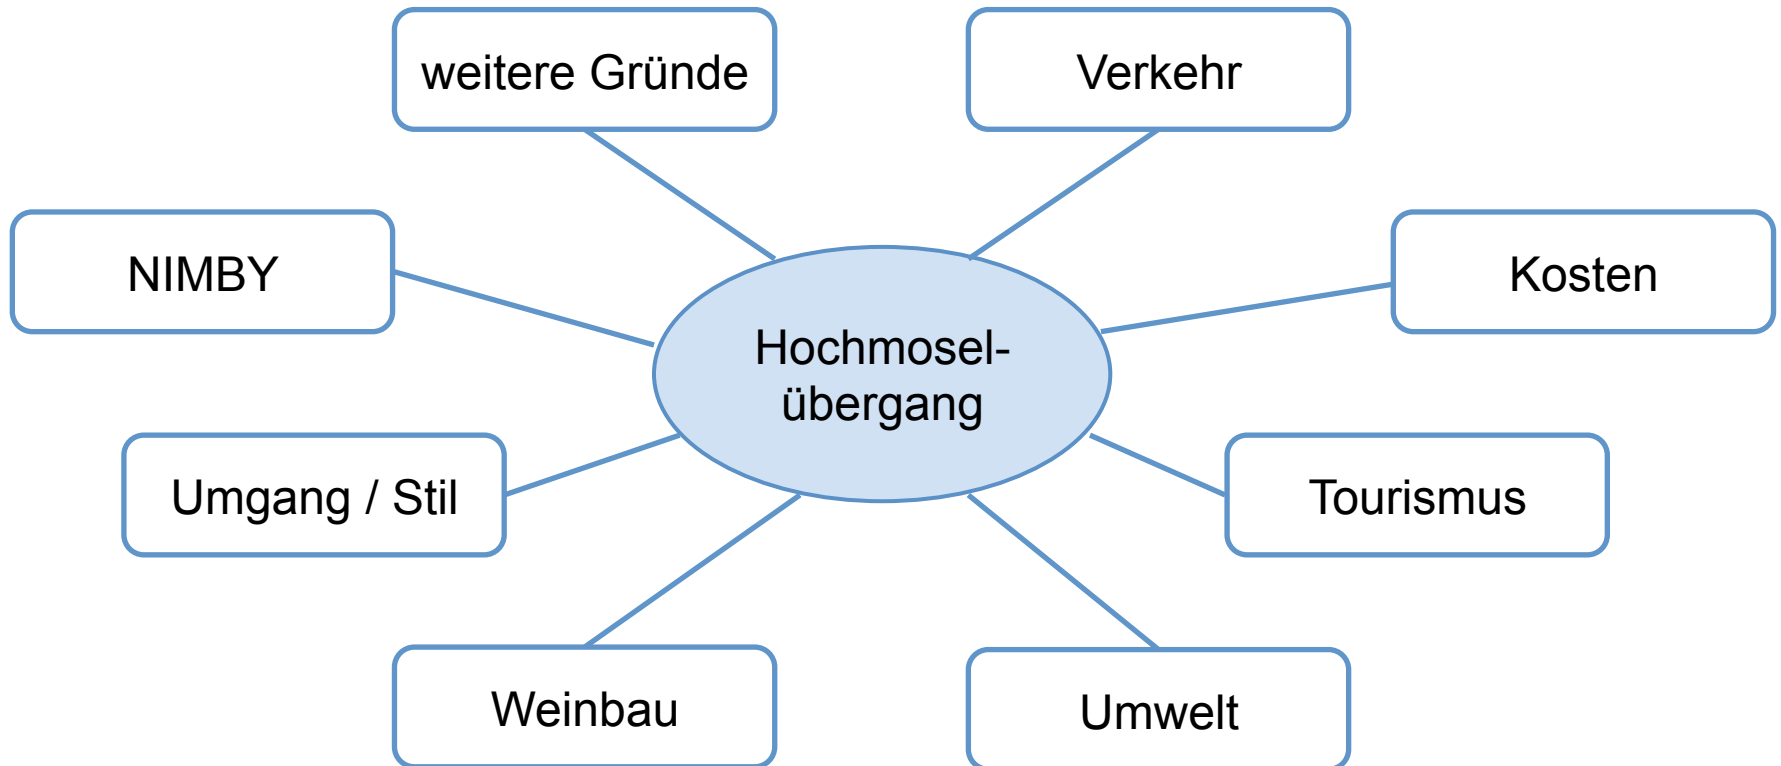 weitere Gründe
Verkehr
NIMBY
Kosten
Hochmosel-
übergang
Umgang / Stil
Tourismus
Weinbau
Umwelt